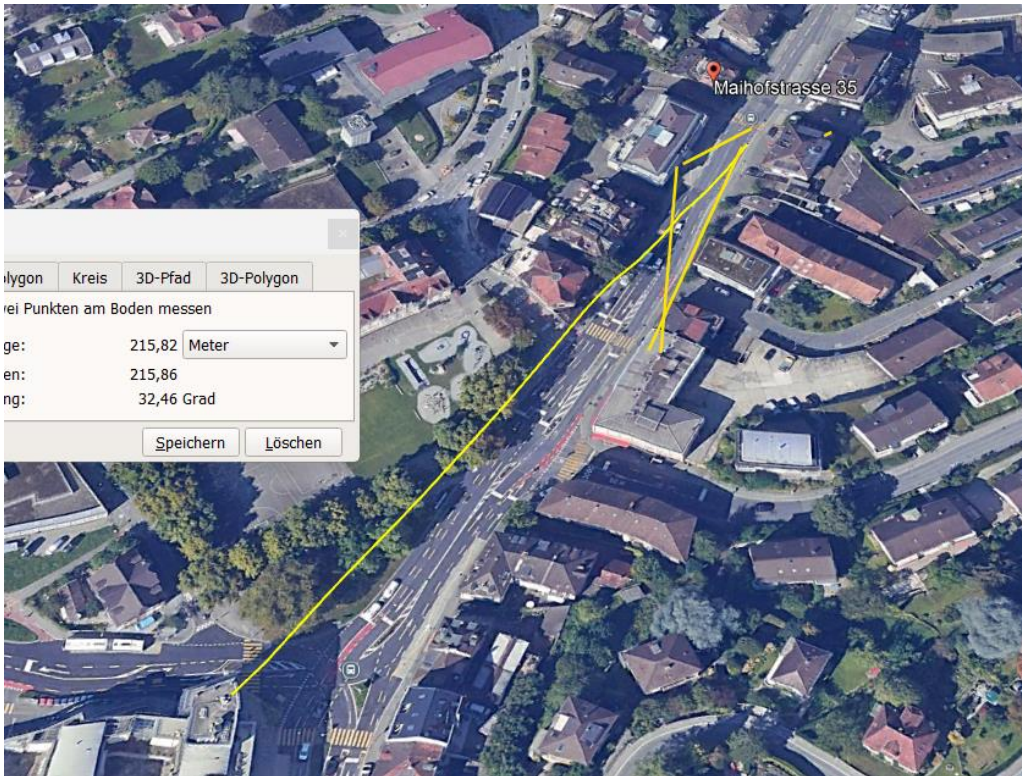 Maihofstrasse 35
olygon
Kreis
3D-Pfad
3D-Polygon
vei Punkten am Boden messen
ge:
215,82
Meter
en:
215,86
ng:
32,46 Grad
Speichern
Löschen